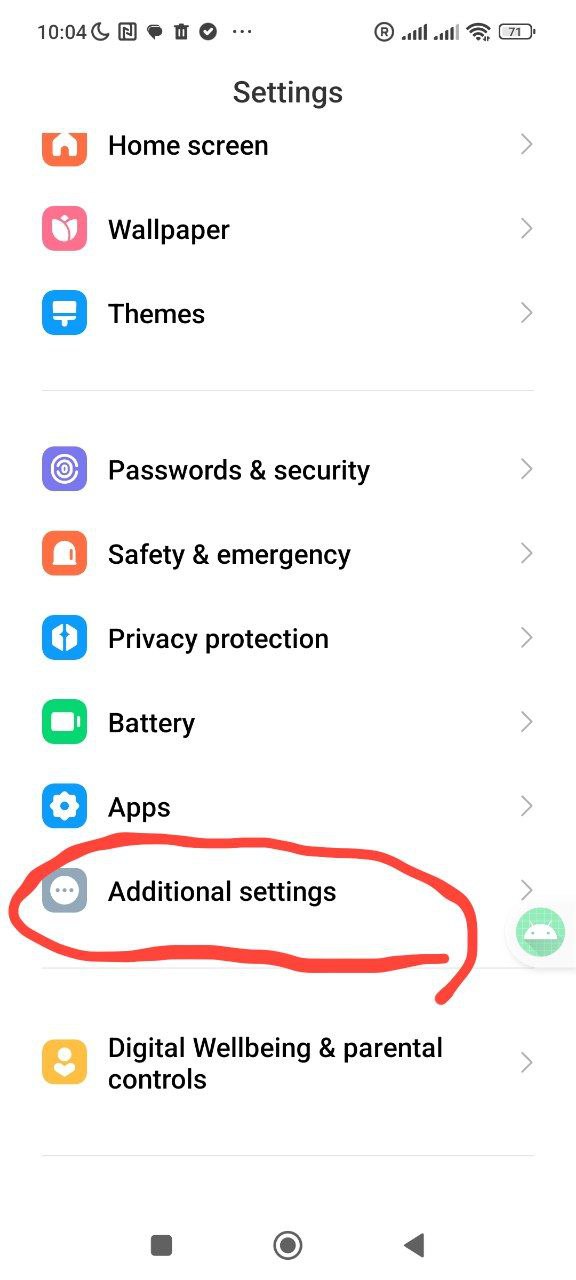 10:04
71
Settings
Home screen
Wallpaper
Themes
Passwords & security
Safety & emergency
Privacy protection
Battery
Apps
Additional settings
Digital Wellbeing & parental
controls